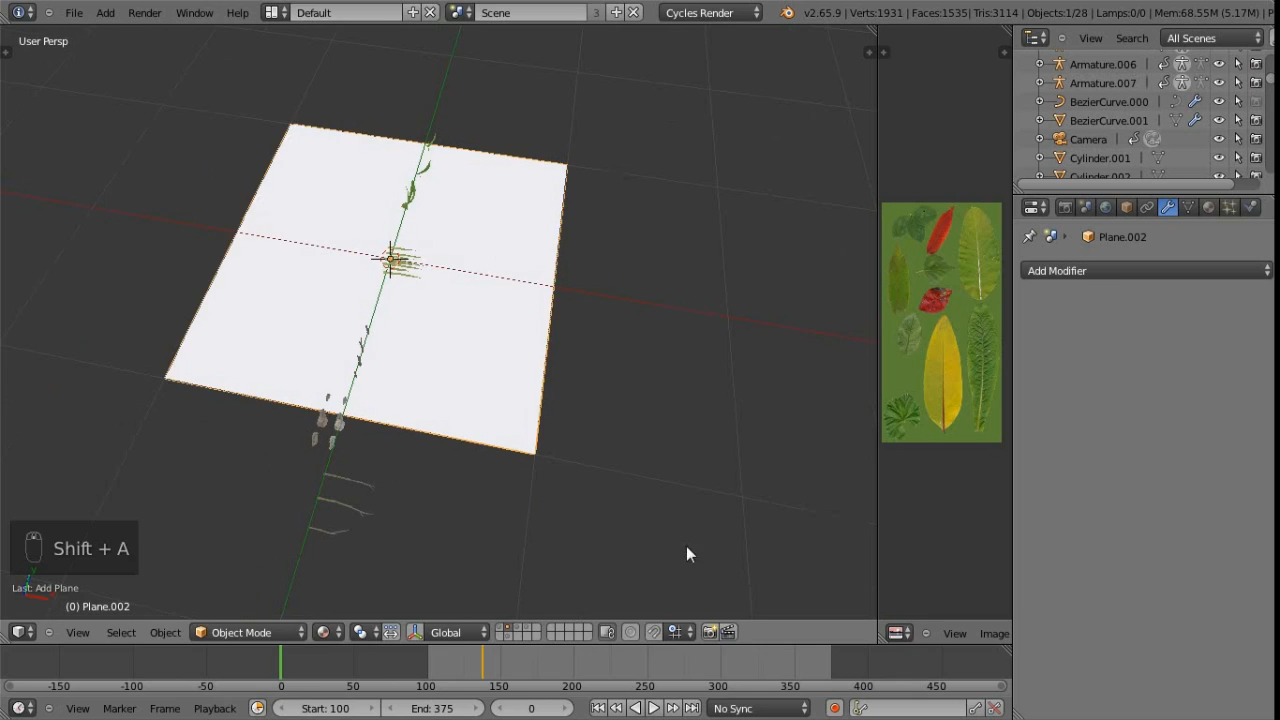 File Add Render Window Help Default Scene 3 Cycles Render v2.65.9 | Verts:1931 | Faces:1535| Tris:3114 | Objects:1/28 | Lamps:0/0 | Mem:68.55M (5.17M) | P
User Persp
View Search All Scenes
Armature.006
Armature.007
BezierCurve.000
BezierCurve.001
Camera
Cylinder.001
Cylinder.002
Plane.002
Add Modifier
Shift + A
Last: Add Plane
(0) Plane.002
View Select Object Object Mode Global View Image
-150 -100 -50 0 50 100 150 200 250 300 350 400 450
View Marker Frame Playback Start: 100 End: 375 0 No Sync